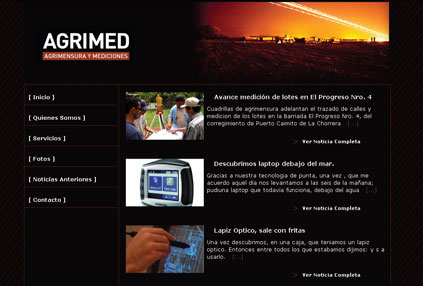 AGRIMED
AGRIMENSURA Y MEDICIONES
[ Inicio ]
[ Quienes Somos ]
[ Servicios ]
[ Fotos ]
[ Noticias Anteriores ]
[ Contacto ]
Avance medición de lotes en El Progreso Nro. 4
Cuadrillas de agrimensura adelantan el trazado de calles y
medicion de los lotes en la Barriada El Progreso Nro. 4, del
corregimiento de Puerto Caimito de La Chorrera [...]
> Ver Noticia Completa
Descubrimos laptop debajo del mar.
Gracias a nuestra tecnologia de punta, una vez , que me
acuerdo aquel dia nos levantamos a las seis de la mañana;
pudiuna laptop que todavía funciona, debajo del agua [...]
> Ver Noticia Completa
Lapiz Optico, sale con fritas
Una vez descubrimos, en una caja, que teniamos un lapiz
optico. Entonces entre todos los que estabamos dijimos: y s a
usarlo. [...]
> Ver Noticia Completa